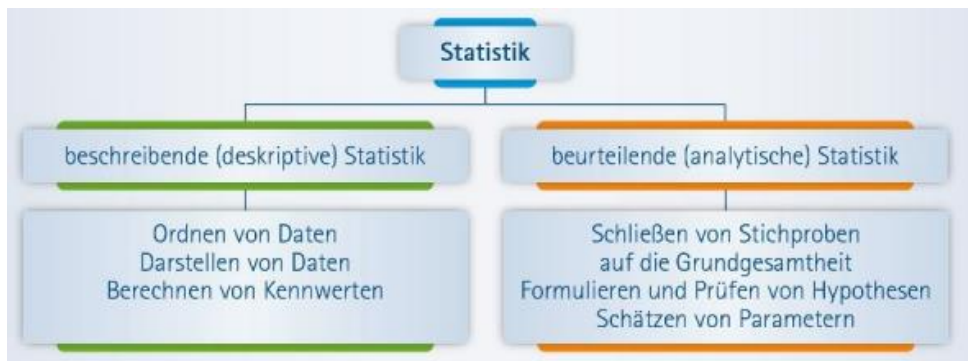 Statistik
beschreibende (deskriptive) Statistik
Ordnen von Daten
Darstellen von Daten
Berechnen von Kennwerten
beurteilende (analytische) Statistik
Schließen von Stichproben
auf die Grundgesamtheit
Formulieren und Prüfen von Hypothesen
Schätzen von Parametern